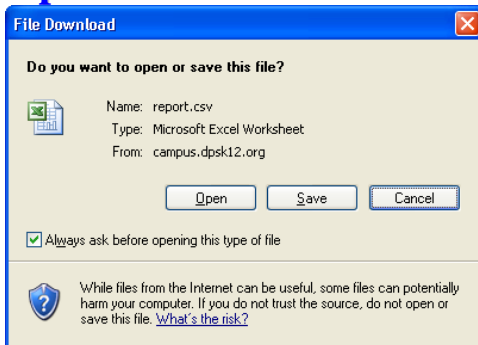 File Download
Do you want to open or save this file?
Name: report.csv
Type: Microsoft Excel Worksheet
From: campus.dpsk12.org
Open Save Cancel
Always ask before opening this type of file
While files from the Internet can be useful, some files can potentially
harm your computer. If you do not trust the source, do not open or
save this file. What's the risk?